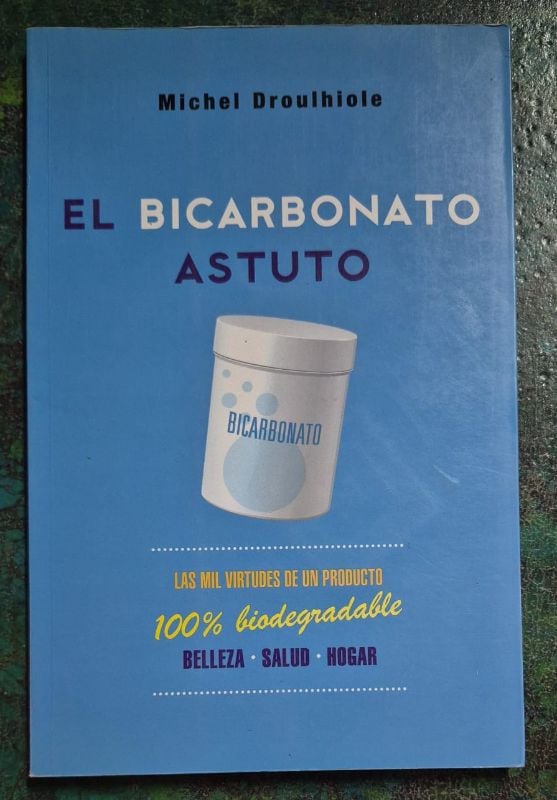 Michel Droulhiole
EL BICARBONATO
ASTUTO
BICARBONATO
LAS MIL VIRTUDES DE UN PRODUCTO
100% biodegradable
BELLEZA · SALUD · HOGAR